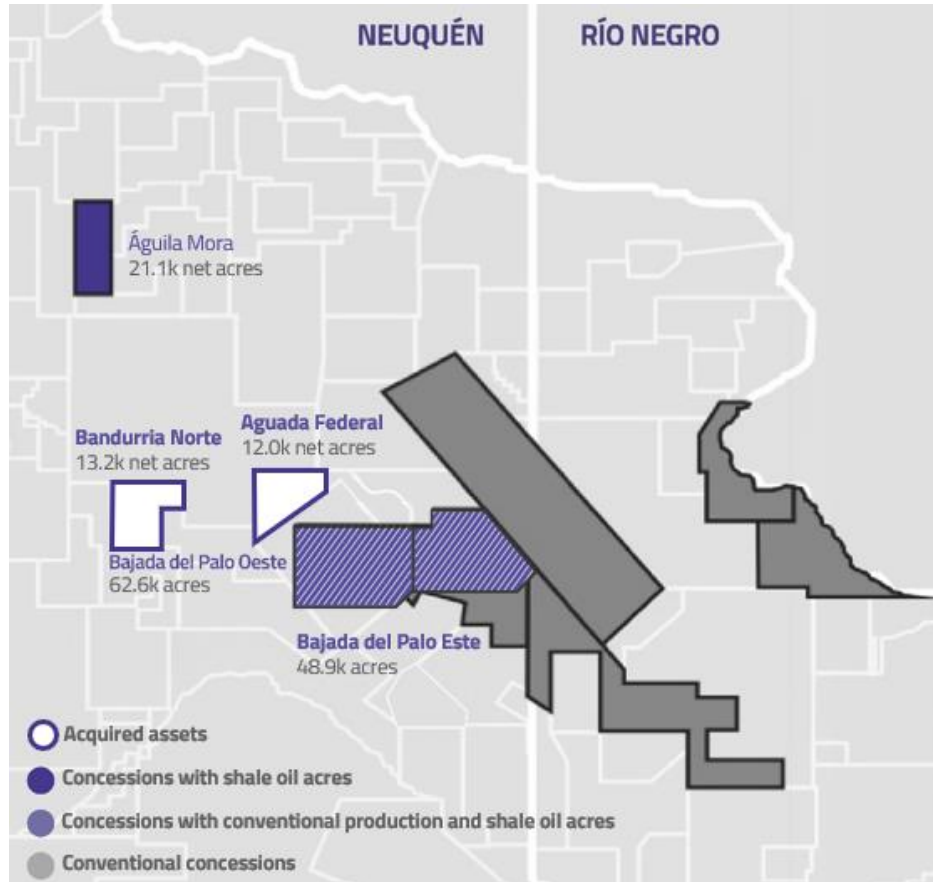 NEUQUÉN
RÍO NEGRO
Águila Mora
21.1k net acres
Bandurria Norte
13.2k net acres
Aguada Federal
12.0k net acres
Bajada del Palo Oeste
62.6k acres
Bajada del Palo Este
48.9k acres
Acquired assets
Concessions with shale oil acres
Concessions with conventional production and shale oil acres
Conventional concessions